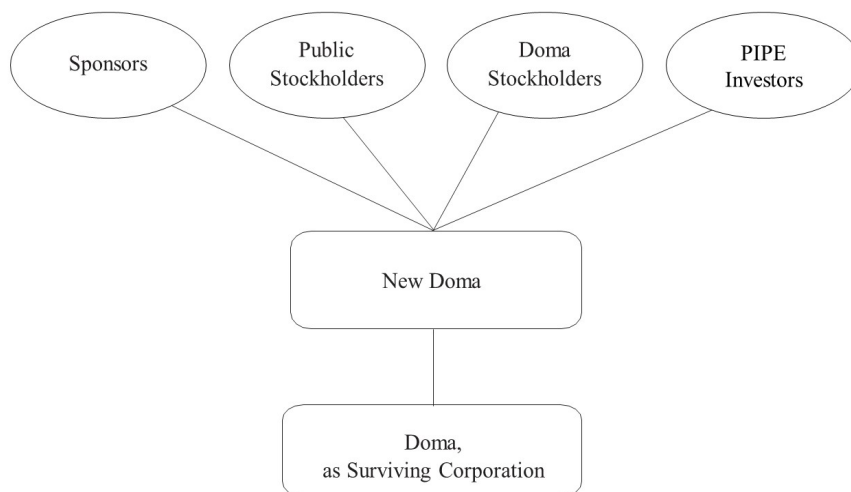 Sponsors
Public
Stockholders
Doma
Stockholders
PIPE
Investors
New Doma
Doma,
as Surviving Corporation